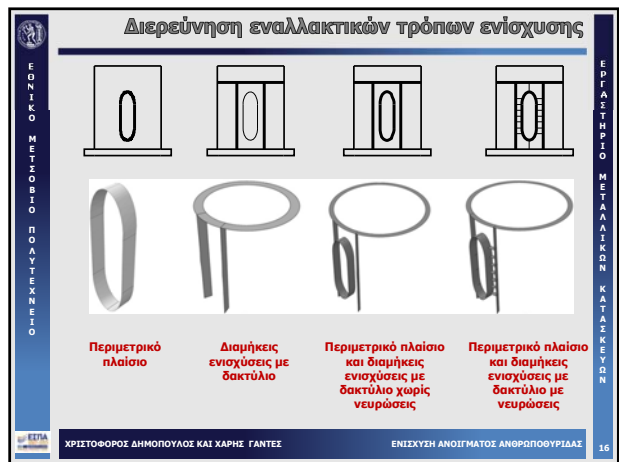 Διερεύνηση εναλλακτικών τρόπων ενίσχυσης
ΕΘΝΙΚΟ ΜΕΤΣΟΒΙΟ ΠΟΛΥΤΕΧΝΕΙΟ
ΕΡΓΑΣΤΗΡΙΟ ΜΕΤΑΛΛΙΚΩΝ ΚΑΤΑΣΚΕΥΩΝ
Περιμετρικό
πλαίσιο
Διαμήκεις
ενισχύσεις με
δακτύλιο
Περιμετρικό πλαίσιο
και διαμήκεις
ενισχύσεις με
δακτύλιο χωρίς
νευρώσεις
Περιμετρικό πλαίσιο
και διαμήκεις
ενισχύσεις με
δακτύλιο με
νευρώσεις
ΕΣΠΑ
ΧΡΙΣΤΟΦΟΡΟΣ ΔΗΜΟΠΟΥΛΟΣ ΚΑΙ ΧΑΡΗΣ ΓΑΝΤΕΣ
ΕΝΙΣΧΥΣΗ ΑΝΟΙΓΜΑΤΟΣ ΑΝΘΡΩΠΟΘΥΡΙΔΑΣ
16